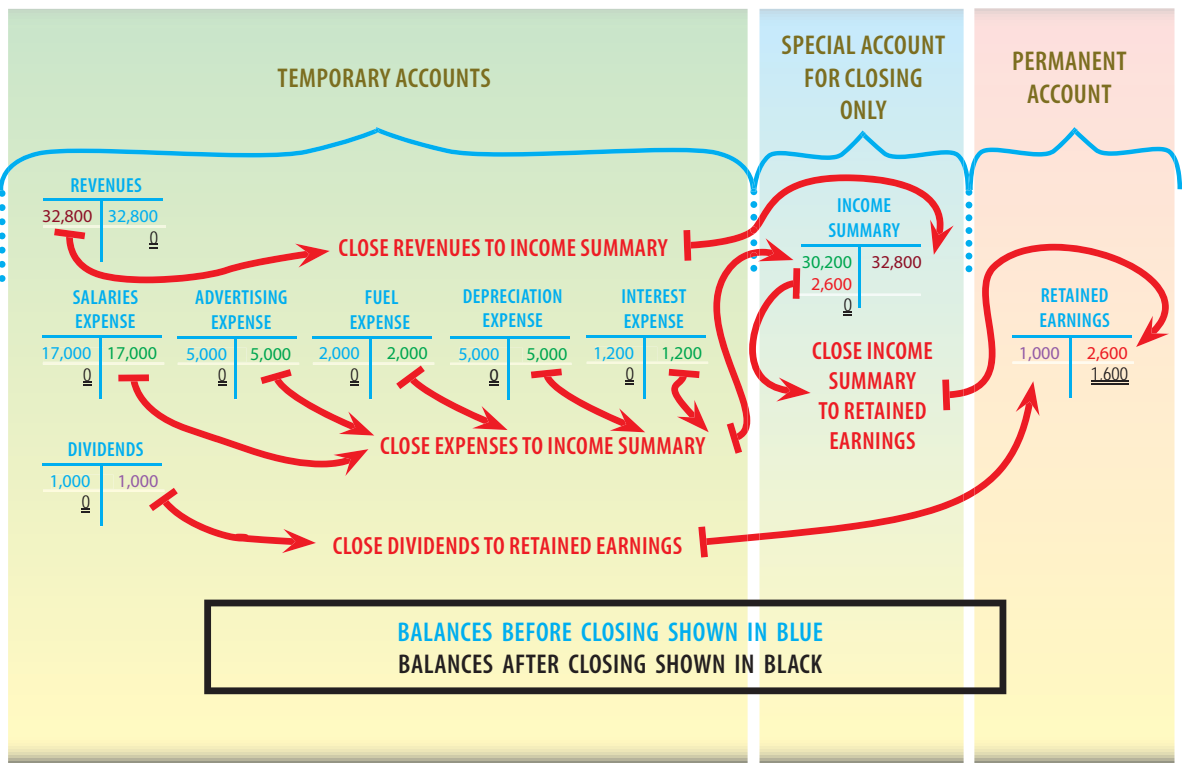 TEMPORARY ACCOUNTS
SPECIAL ACCOUNT
FOR CLOSING
ONLY
PERMANENT
ACCOUNT
REVENUES
32,800 32,800
0
CLOSE REVENUES TO INCOME SUMMARY
INCOME
SUMMARY
30,200 32,800
2,600
0
SALARIES
EXPENSE
17,000 17,000
0
ADVERTISING
EXPENSE
5,000 5,000
0
FUEL
EXPENSE
2,000 2,000
0
DEPRECIATION
EXPENSE
5,000 5,000
0
INTEREST
EXPENSE
1,200 1,200
0
CLOSE INCOME
SUMMARY
TO RETAINED
EARNINGS
RETAINED
EARNINGS
1,000 2,600
1,600
CLOSE EXPENSES TO INCOME SUMMARY
DIVIDENDS
1,000 1,000
0
CLOSE DIVIDENDS TO RETAINED EARNINGS
BALANCES BEFORE CLOSING SHOWN IN BLUE
BALANCES AFTER CLOSING SHOWN IN BLACK